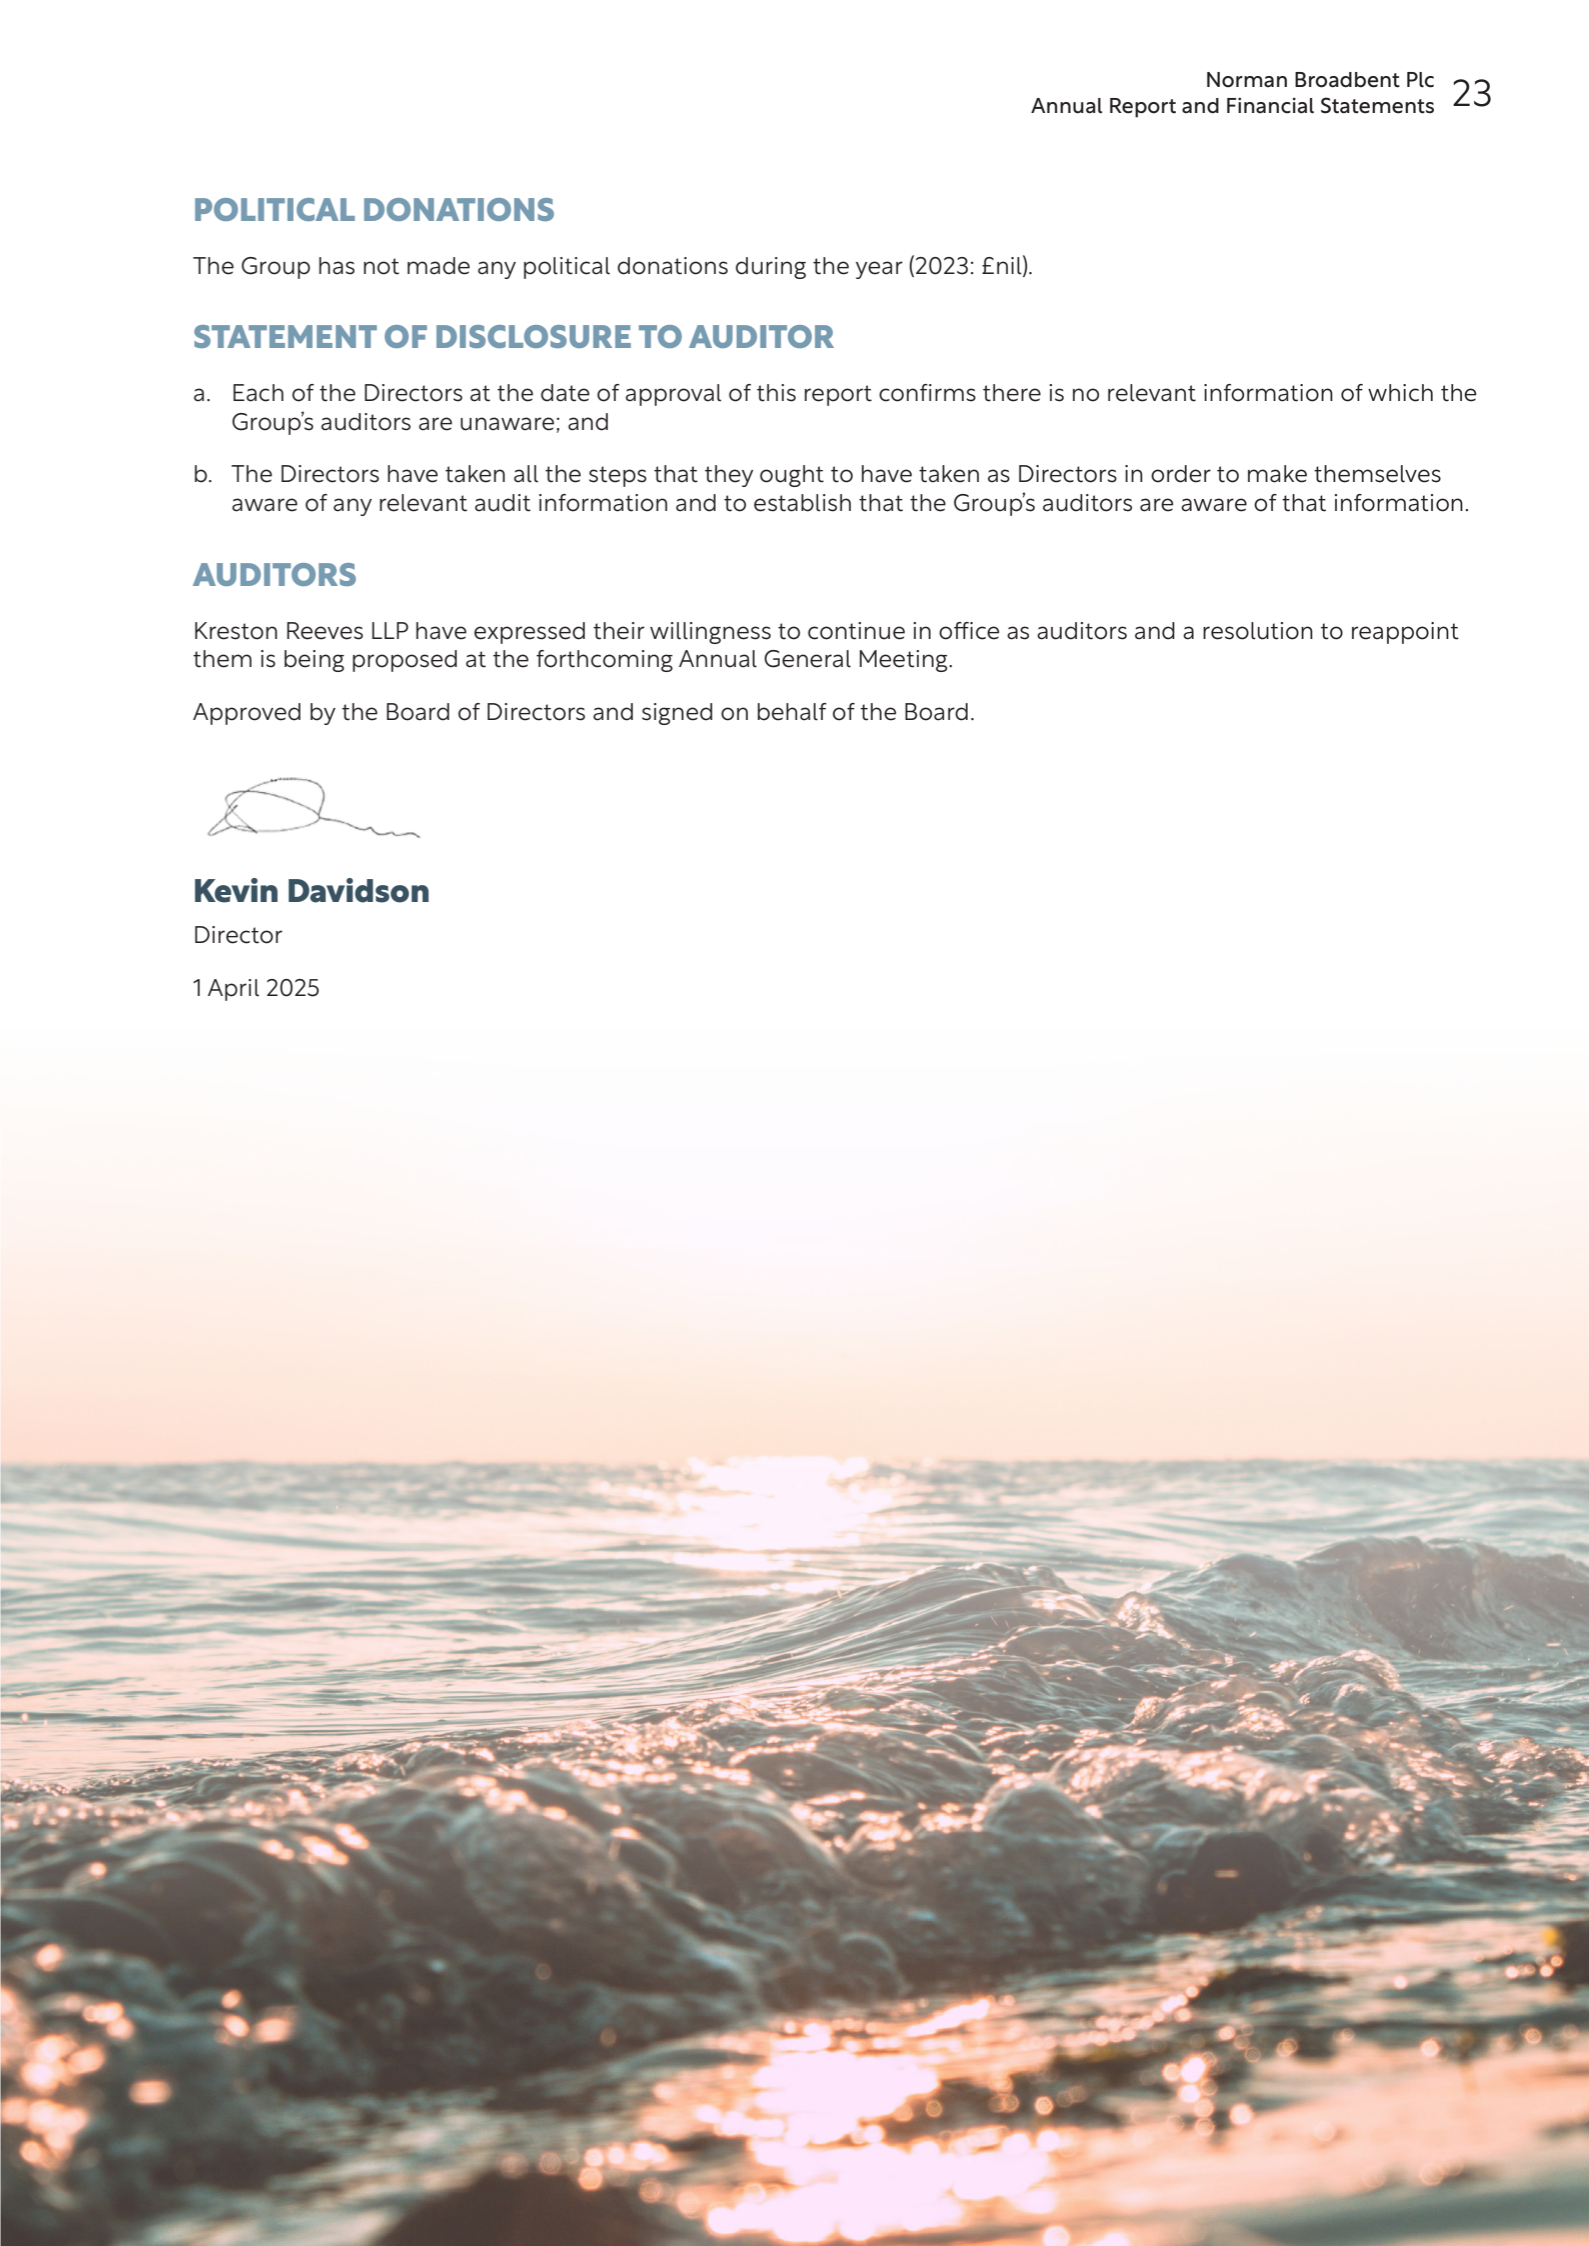 Norman Broadbent Plc
Annual Report and Financial Statements 23
POLITICAL DONATIONS
The Group has not made any political donations during the year (2023: £nil).
STATEMENT OF DISCLOSURE TO AUDITOR
a. Each of the Directors at the date of approval of this report confirms there is no relevant information of which the
Group's auditors are unaware; and
b. The Directors have taken all the steps that they ought to have taken as Directors in order to make themselves
aware of any relevant audit information and to establish that the Group's auditors are aware of that information.
AUDITORS
Kreston Reeves LLP have expressed their willingness to continue in office as auditors and a resolution to reappoint
them is being proposed at the forthcoming Annual General Meeting.
Approved by the Board of Directors and signed on behalf of the Board.
Kevin Davidson
Director
1 April 2025